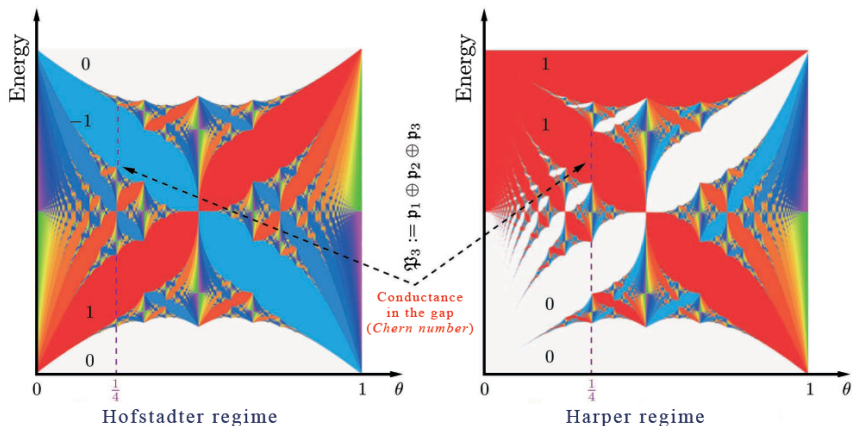 Energy
0
−1
1
0
0
1/4
1
θ
Hofstadter regime
𝔓₃ := 𝔭₁ ⊕ 𝔭₂ ⊕ 𝔭₃
Conductance
in the gap
(Chern number)
Energy
1
1
0
0
0
1/4
1
θ
Harper regime